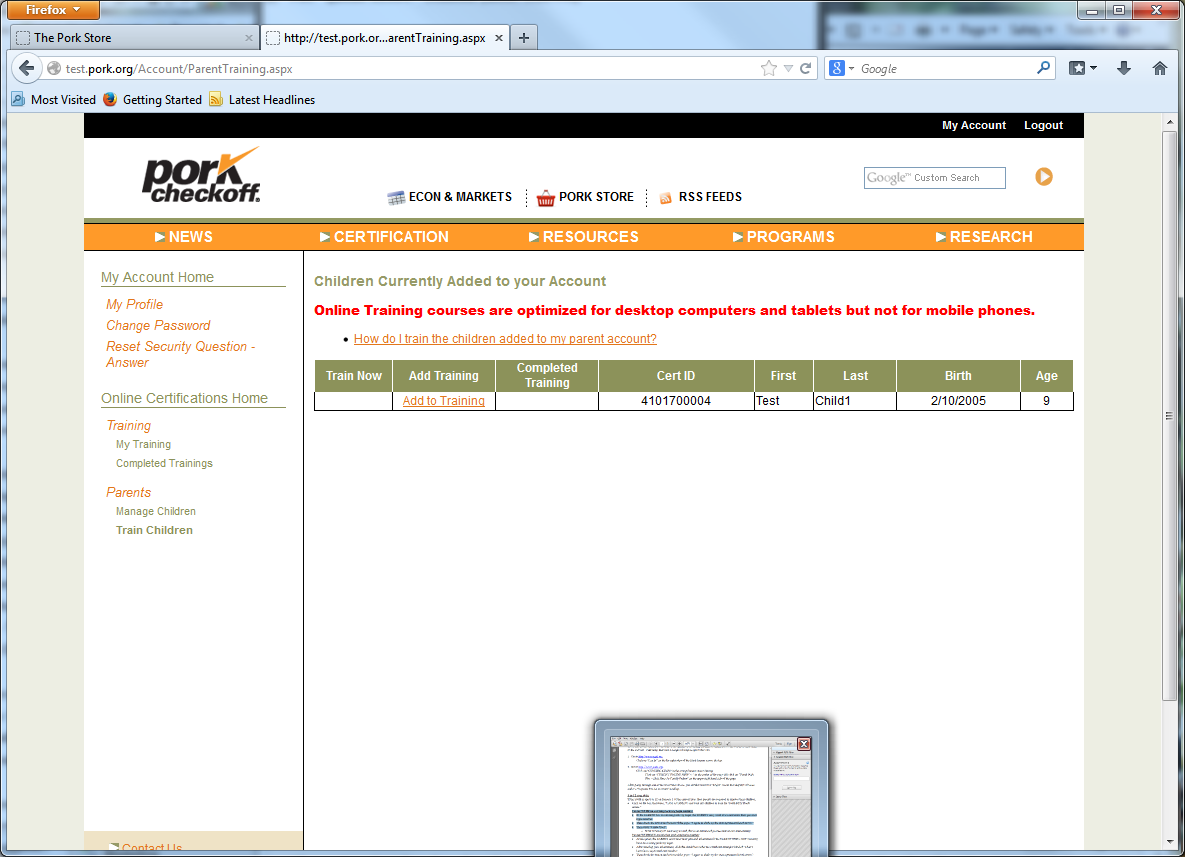 Firefox
The Pork Store
http://test.pork.or...arentTraining.aspx
test.pork.org/Account/ParentTraining.aspx
Google
Most Visited
Getting Started
Latest Headlines
My Account
Logout
pork
checkoff.
ECON & MARKETS
PORK STORE
RSS FEEDS
Google™ Custom Search
NEWS
CERTIFICATION
RESOURCES
PROGRAMS
RESEARCH
My Account Home
My Profile
Change Password
Reset Security Question -
Answer
Online Certifications Home
Training
My Training
Completed Trainings
Parents
Manage Children
Train Children
Children Currently Added to your Account
Online Training courses are optimized for desktop computers and tablets but not for mobile phones.
How do I train the children added to my parent account?
Train Now Add Training Completed Training Cert ID First Last Birth Age
Add to Training 4101700004 Test Child1 2/10/2005 9
Contact Us